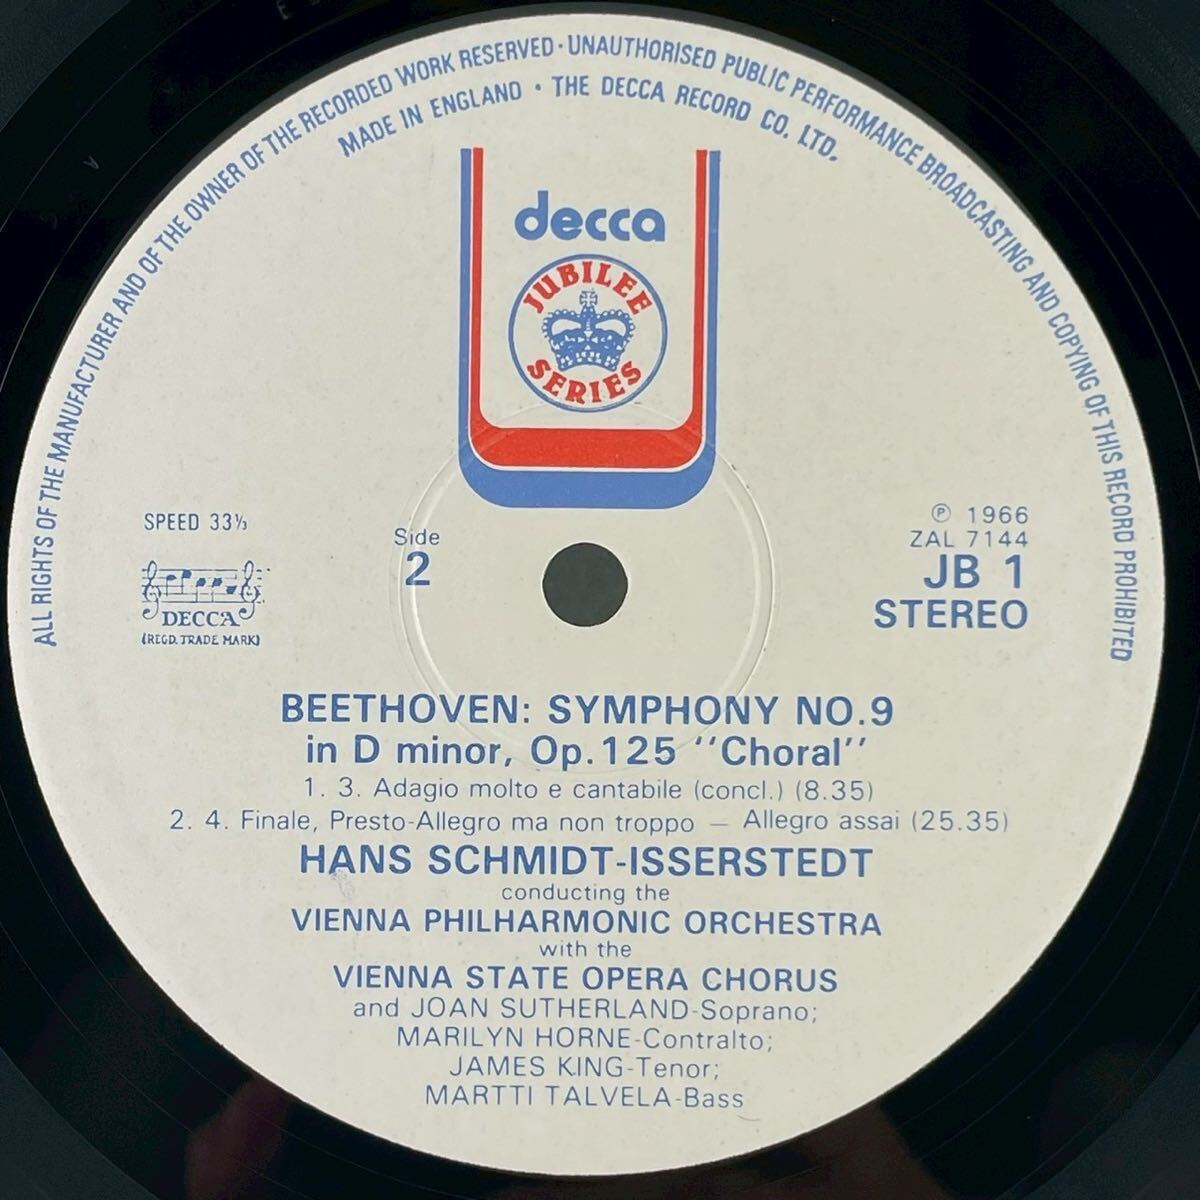 ALL RIGHTS OF THE MANUFACTURER AND OF THE OWNER OF THE RECORDED WORK RESERVED · UNAUTHORISED PUBLIC PERFORMANCE BROADCASTING AND COPYING OF THIS RECORD PROHIBITED
MADE IN ENGLAND · THE DECCA RECORD CO. LTD.
decca
JUBILEE
SERIES
SPEED 33⅓
DECCA
(REGD. TRADE MARK)
Side
2
℗ 1966
ZAL 7144
JB 1
STEREO
BEETHOVEN: SYMPHONY NO.9
in D minor, Op.125 ''Choral''
1. 3. Adagio molto e cantabile (concl.) (8.35)
2. 4. Finale, Presto-Allegro ma non troppo — Allegro assai (25.35)
HANS SCHMIDT-ISSERSTEDT
conducting the
VIENNA PHILHARMONIC ORCHESTRA
with the
VIENNA STATE OPERA CHORUS
and JOAN SUTHERLAND-Soprano;
MARILYN HORNE-Contralto;
JAMES KING-Tenor;
MARTTI TALVELA-Bass